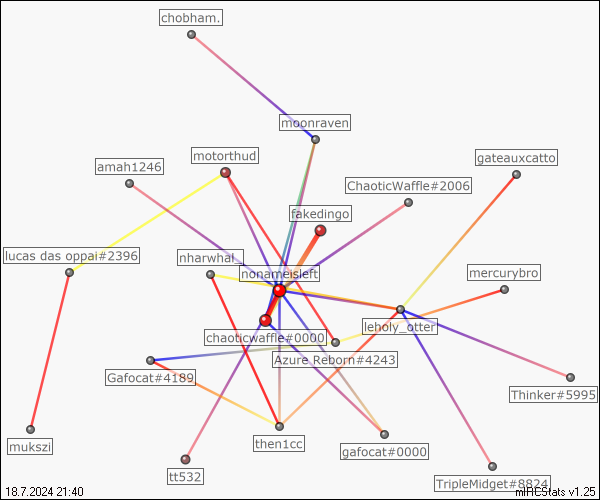 chobham.
moonraven
motorthud
gateauxcatto
amah1246
ChaoticWaffle#2006
fakedingo
lucas das oppai#2396
nharwhal_
nonameisleft
mercurybro
leholy_otter
chaoticwaffle#0000
Azure Reborn#4243
Gafocat#4189
Thinker#5995
mukszi
then1cc
gafocat#0000
tt532
TripleMidget#8824
18.7.2024 21:40
mIRCStats v1.25